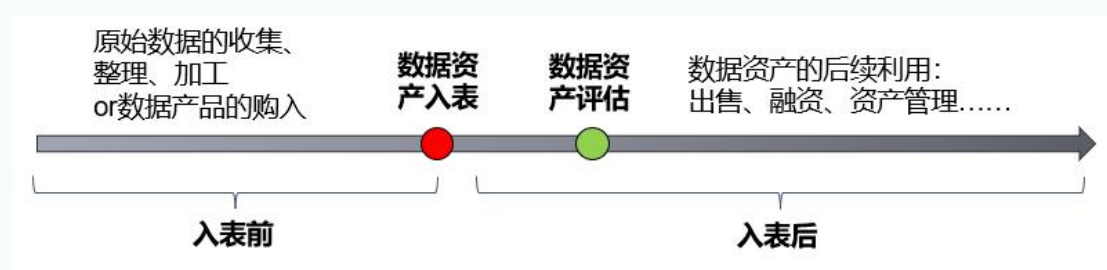 原始数据的收集、
整理、加工
or数据产品的购入
数据资
产入表
数据资
产评估
数据资产的后续利用：
出售、融资、资产管理……
入表前
入表后